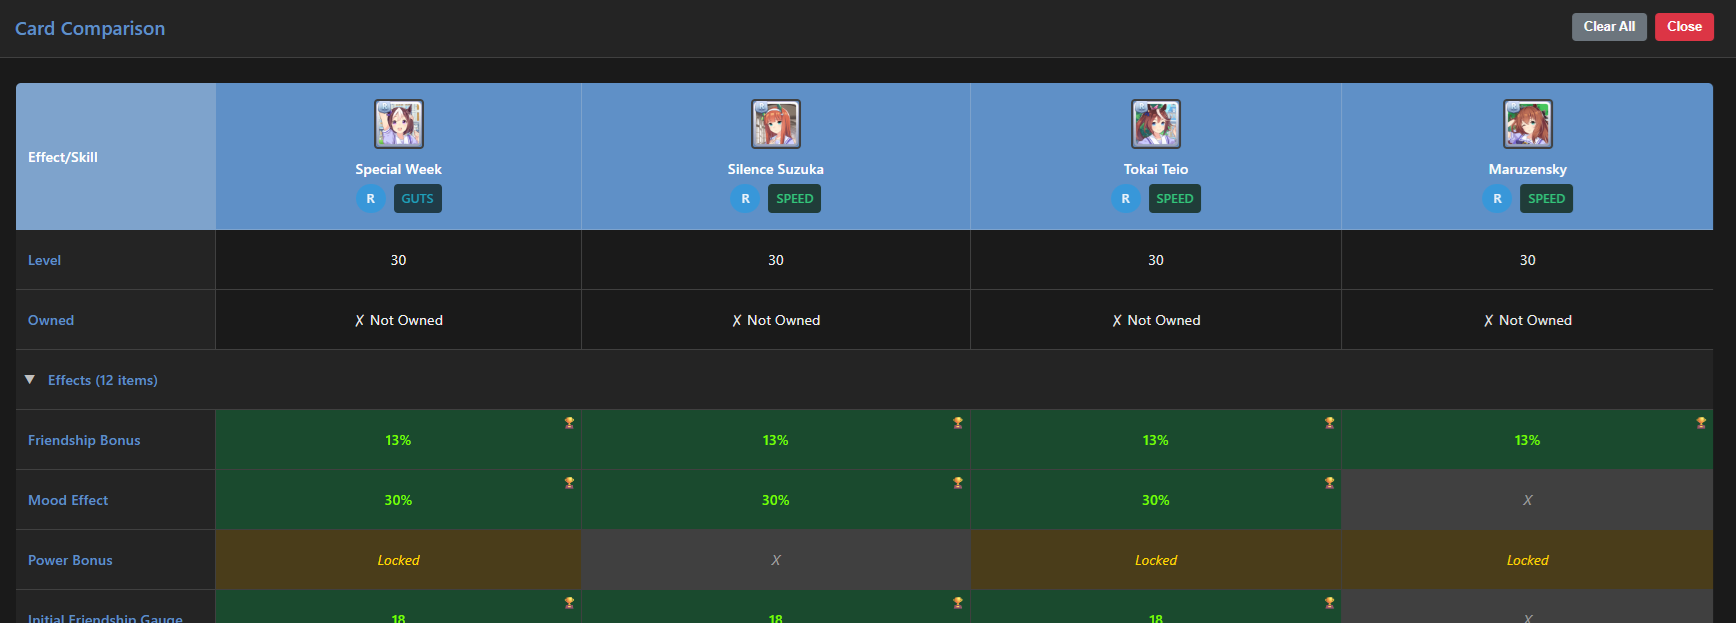 Card Comparison
Clear All
Close
Effect/Skill
R
R
R
R
Special Week
Silence Suzuka
Tokai Teio
Maruzensky
R GUTS
R SPEED
R SPEED
R SPEED
Level 30 30 30 30
Owned ✗ Not Owned ✗ Not Owned ✗ Not Owned ✗ Not Owned
▼ Effects (12 items)
Friendship Bonus 13% 13% 13% 13%
Mood Effect 30% 30% 30% X
Power Bonus Locked X Locked Locked
Initial Friendship Gauge 18 18 18 X